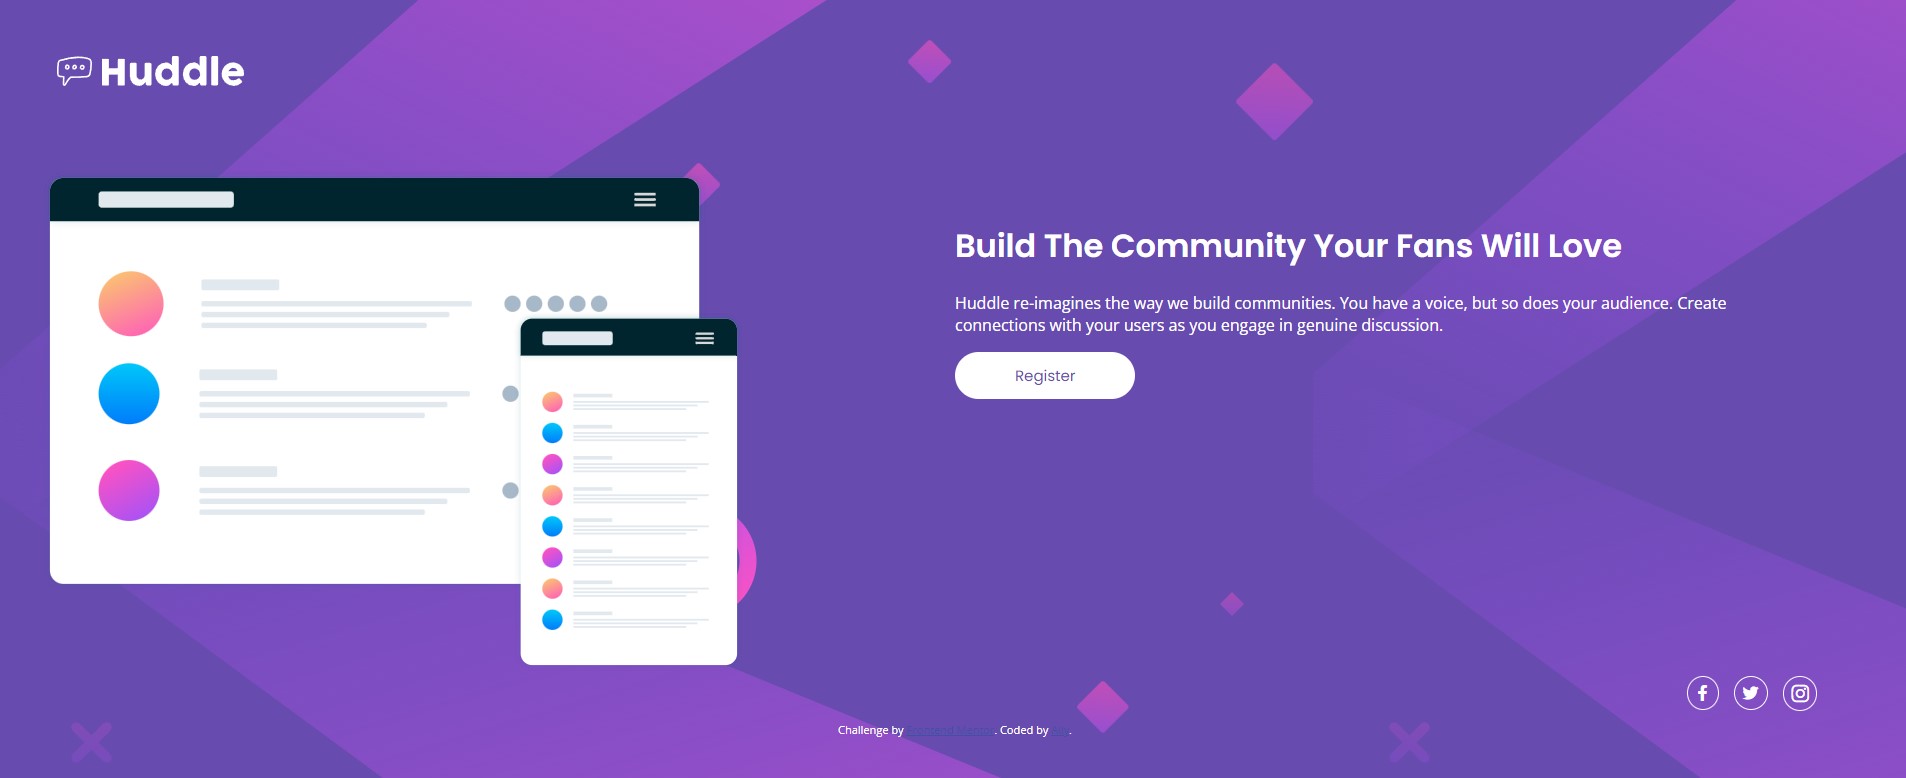 Huddle
Build The Community Your Fans Will Love
Huddle re-imagines the way we build communities. You have a voice, but so does your audience. Create
connections with your users as you engage in genuine discussion.
Register
Challenge by Frontend Mentor. Coded by .